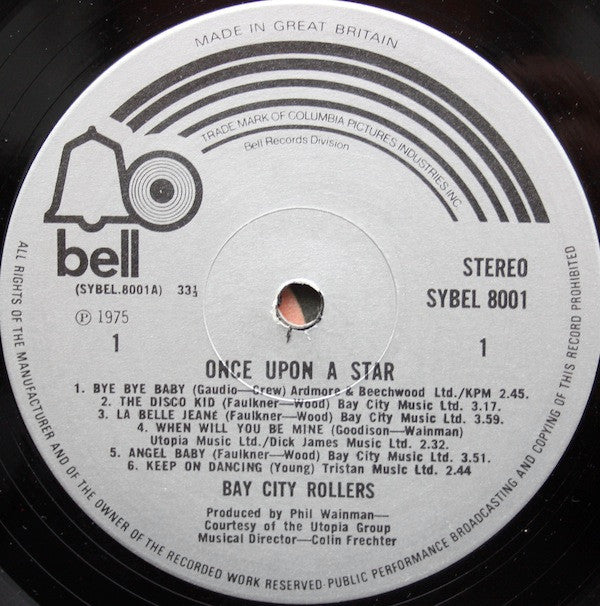 MADE IN GREAT BRITAIN
TRADE MARK OF COLUMBIA PICTURES INDUSTRIES, INC.
Bell Records Division
bell
(SYBEL.8001A) 33⅓
℗ 1975
1
STEREO
SYBEL 8001
1
ONCE UPON A STAR
1. BYE BYE BABY (Gaudio—Crew) Ardmore & Beechwood Ltd./KPM 2.45.
2. THE DISCO KID (Faulkner—Wood) Bay City Music Ltd. 3.17.
3. LA BELLE JEANE (Faulkner—Wood) Bay City Music Ltd. 3.59.
4. WHEN WILL YOU BE MINE (Goodison—Wainman)
Utopia Music Ltd./Dick James Music Ltd. 2.32.
5. ANGEL BABY (Faulkner—Wood) Bay City Music Ltd. 3.51.
6. KEEP ON DANCING (Young) Tristan Music Ltd. 2.44
BAY CITY ROLLERS
Produced by Phil Wainman—
Courtesy of the Utopia Group
Musical Director—Colin Frechter
ALL RIGHTS OF THE MANUFACTURER AND OF THE OWNER OF THE RECORDED WORK RESERVED·PUBLIC PERFORMANCE BROADCASTING AND COPYING OF THIS RECORD PROHIBITED